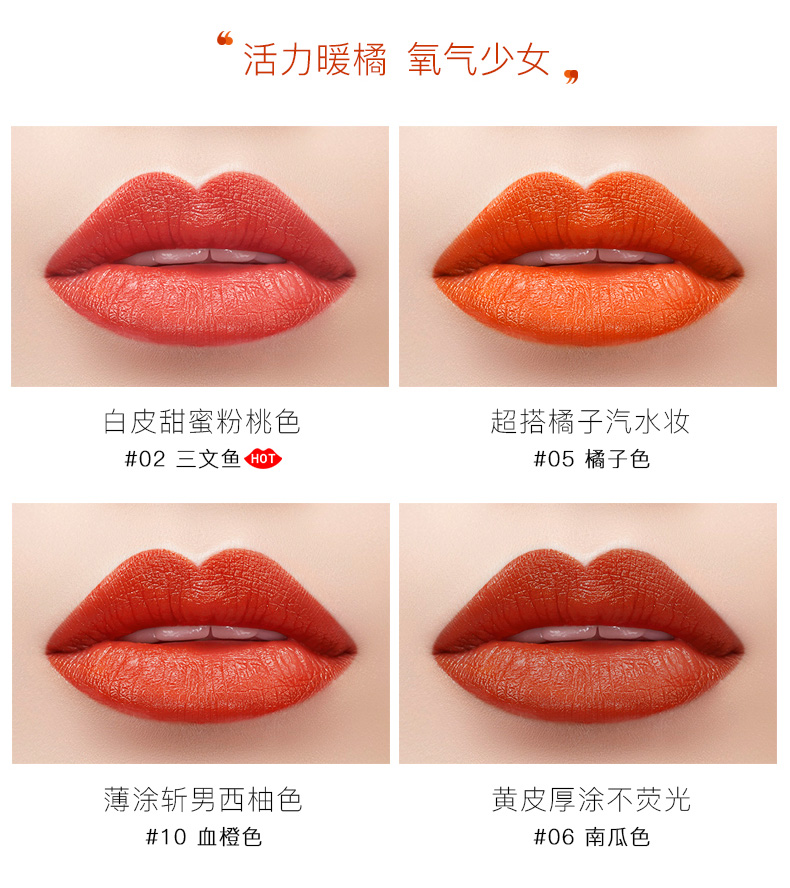 活力暖橘 氧气少女
白皮甜蜜粉桃色
#02 三文鱼 HOT
超搭橘子汽水妆
#05 橘子色
薄涂斩男西柚色
#10 血橙色
黄皮厚涂不荧光
#06 南瓜色